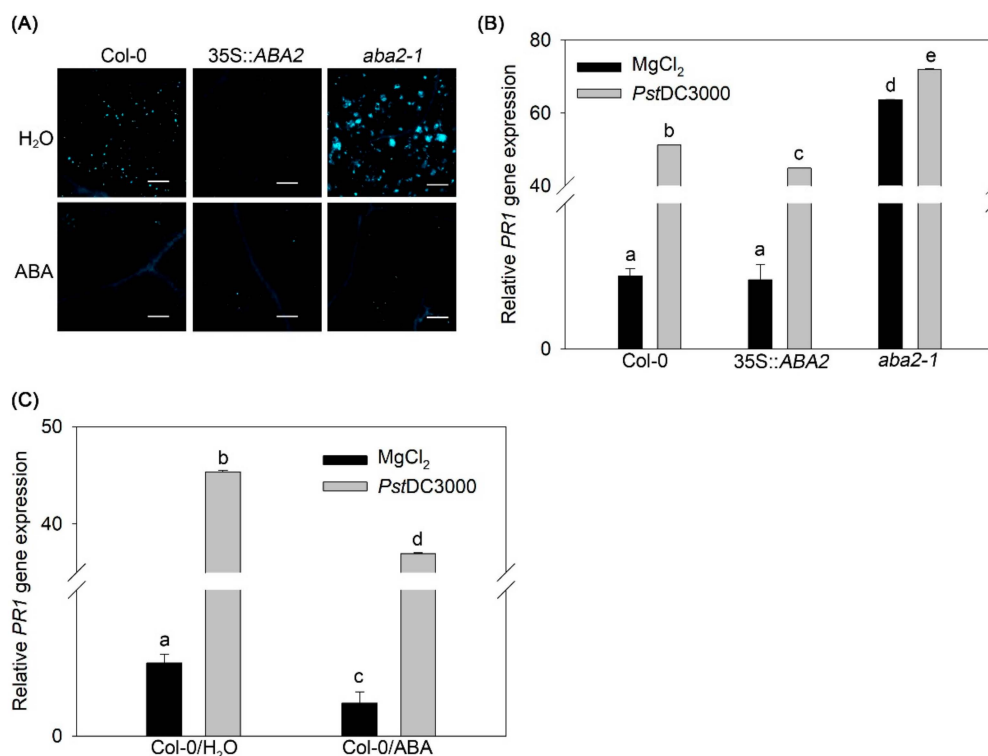 (A)
Col-0 35S::ABA2 aba2-1
H₂O
ABA
(B)
Relative PR1 gene expression
80
60
40
0
MgCl₂
PstDC3000
a b a c d e
Col-0 35S::ABA2 aba2-1
(C)
Relative PR1 gene expression
50
40
0
MgCl₂
PstDC3000
a b c d
Col-0/H₂O Col-0/ABA